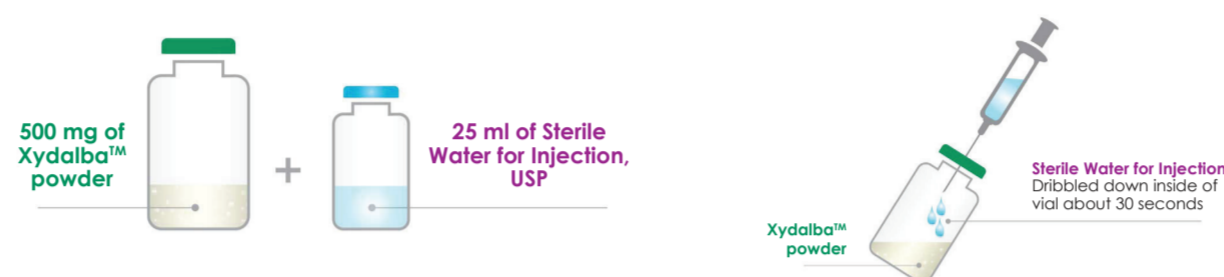 500 mg of
Xydalba™
powder
+
25 ml of Sterile
Water for Injection,
USP
Sterile Water for Injection
Dribbled down inside of
vial about 30 seconds
Xydalba™
powder